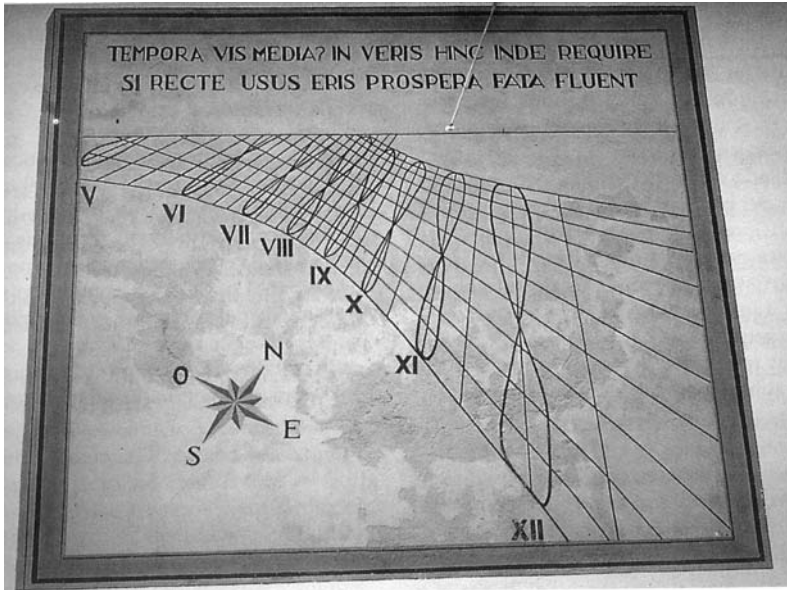 TEMPORA VIS MEDIA? IN VERIS HNC INDE REQUIRE
SI RECTE USUS ERIS PROSPERA FATA FLUENT
V
VI
VII
VIII
IX
X
XI
XII
N
O
E
S